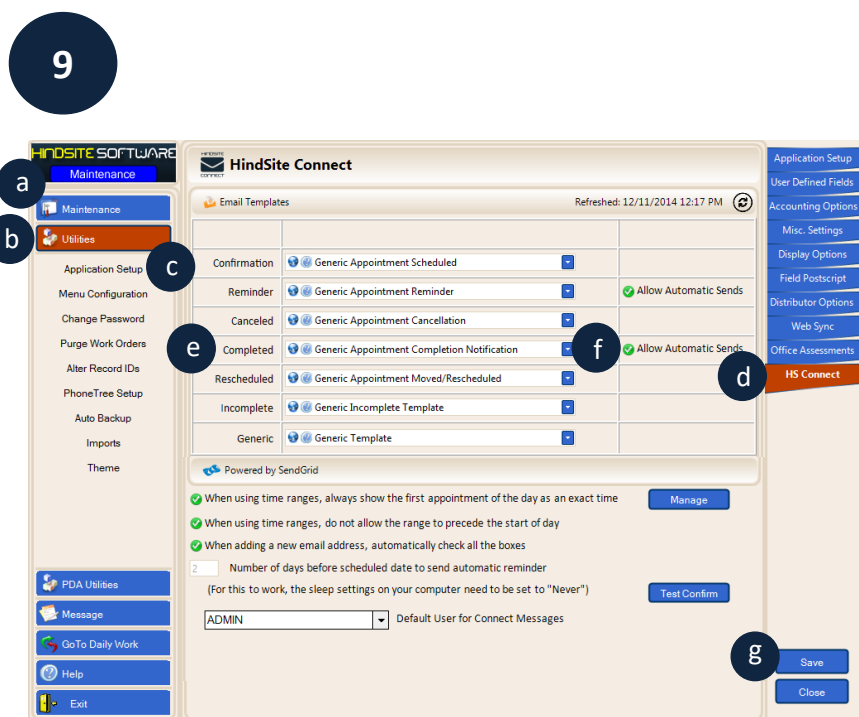 9
HINDSITE SOFTWARE
Maintenance
a
Maintenance
b
Utilities
Application Setup
c
Menu Configuration
Change Password
Purge Work Orders
Alter Record IDs
PhoneTree Setup
Auto Backup
Imports
Theme
PDA Utilities
Message
GoTo Daily Work
Help
Exit
HINDSITE
CONNECT
HindSite Connect
Email Templates
Refreshed: 12/11/2014 12:17 PM
Confirmation Generic Appointment Scheduled
Reminder Generic Appointment Reminder Allow Automatic Sends
Canceled Generic Appointment Cancellation
e Completed Generic Appointment Completion Notification f Allow Automatic Sends
Rescheduled Generic Appointment Moved/Rescheduled
Incomplete Generic Incomplete Template
Generic Generic Template
Powered by SendGrid
When using time ranges, always show the first appointment of the day as an exact time
Manage
When using time ranges, do not allow the range to precede the start of day
When adding a new email address, automatically check all the boxes
2 Number of days before scheduled date to send automatic reminder
(For this to work, the sleep settings on your computer need to be set to "Never")
Test Confirm
ADMIN Default User for Connect Messages
Application Setup
User Defined Fields
Accounting Options
Misc. Settings
Display Options
Field Postscript
Distributor Options
Web Sync
Office Assessments
d
HS Connect
g
Save
Close